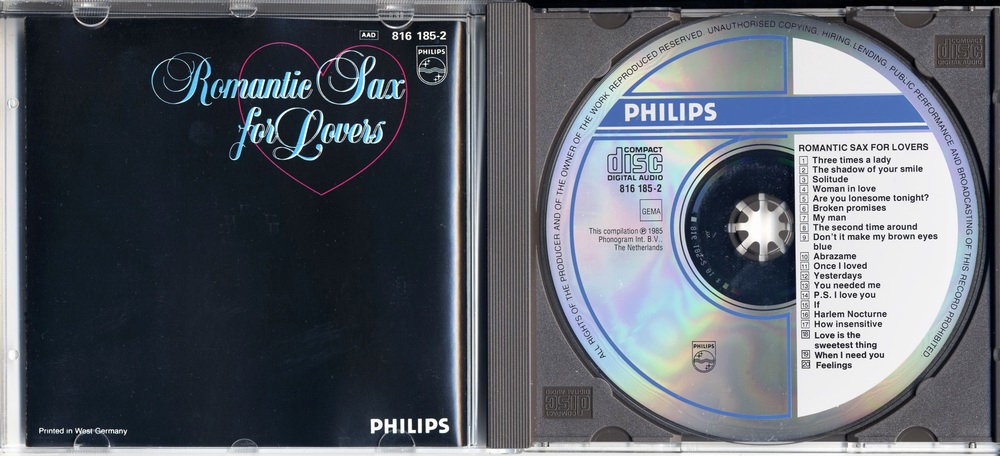 AAD 816 185-2
PHILIPS
Romantic Sax
for Lovers
Printed in West Germany
PHILIPS
COMPACT
disc
DIGITAL AUDIO
ALL RIGHTS OF THE PRODUCER AND OF THE OWNER OF THE WORK REPRODUCED RESERVED. UNAUTHORISED COPYING, HIRING, LENDING, PUBLIC PERFORMANCE AND BROADCASTING OF THIS RECORD PROHIBITED.
PHILIPS
COMPACT
disc
DIGITAL AUDIO
816 185-2
GEMA
This compilation ℗ 1985
Phonogram Int. B.V.,
The Netherlands
PHILIPS
ROMANTIC SAX FOR LOVERS
1 Three times a lady
2 The shadow of your smile
3 Solitude
4 Woman in love
5 Are you lonesome tonight?
6 Broken promises
7 My man
8 The second time around
9 Don't it make my brown eyes
blue
10 Abrazame
11 Once I loved
12 Yesterdays
13 You needed me
14 P.S. I love you
15 If
16 Harlem Nocturne
17 How insensitive
18 Love is the
sweetest thing
19 When I need you
20 Feelings
COMPACT
disc
DIGITAL AUDIO